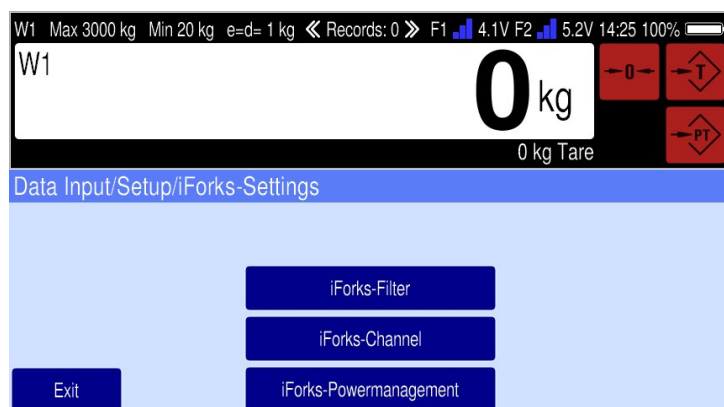 W1 Max 3000 kg Min 20 kg e=d= 1 kg ≪ Records: 0 ≫ F1 4.1V F2 5.2V 14:25 100%
W1
0 kg
→0←
→T
→PT
0 kg Tare
Data Input/Setup/iForks-Settings
iForks-Filter
iForks-Channel
Exit
iForks-Powermanagement